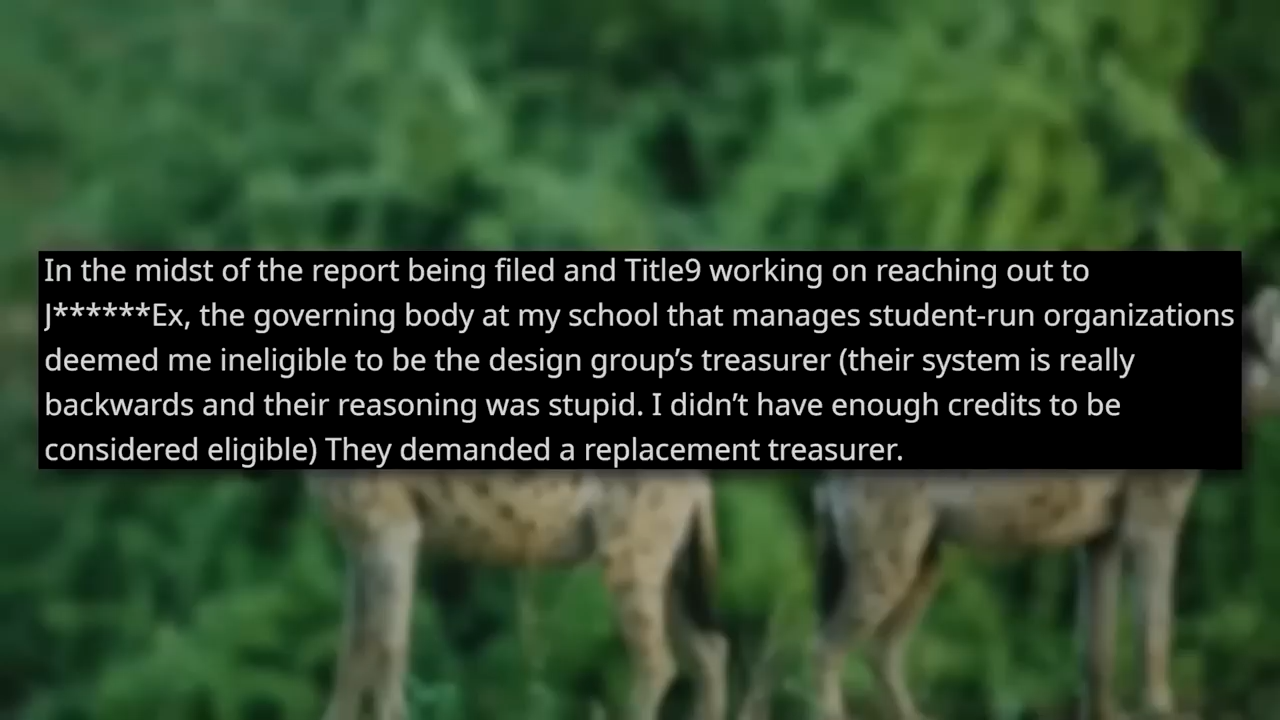 In the midst of the report being filed and Title9 working on reaching out to
J******Ex, the governing body at my school that manages student-run organizations
deemed me ineligible to be the design group’s treasurer (their system is really
backwards and their reasoning was stupid. I didn’t have enough credits to be
considered eligible) They demanded a replacement treasurer.